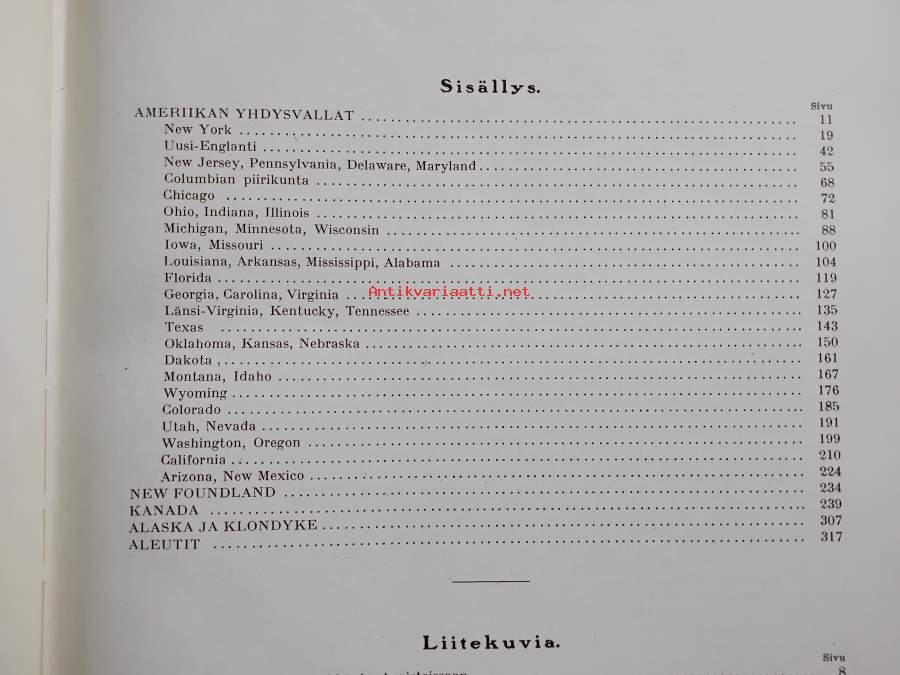 Sisällys.
Sivu
AMERIIKAN YHDYSVALLAT 11
New York 19
Uusi-Englanti 42
New Jersey, Pennsylvania, Delaware, Maryland 55
Columbian piirikunta 68
Chicago 72
Ohio, Indiana, Illinois 81
Michigan, Minnesota, Wisconsin 88
Iowa, Missouri 100
Louisiana, Arkansas, Mississippi, Alabama 104
Florida 119
Antikvariaatti.net
Georgia, Carolina, Virginia 127
Länsi-Virginia, Kentucky, Tennessee 135
Texas 143
Oklahoma, Kansas, Nebraska 150
Dakota 161
Montana, Idaho 167
Wyoming 176
Colorado 185
Utah, Nevada 191
Washington, Oregon 199
California 210
Arizona, New Mexico 224
NEW FOUNDLAND 234
KANADA 239
ALASKA JA KLONDYKE 307
ALEUTIT 317
Liitekuvia.
Sivu
8